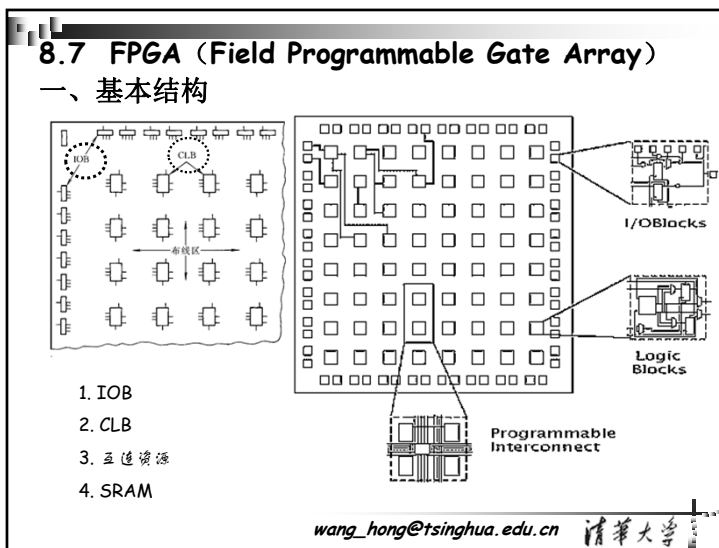 8.7 FPGA（Field Programmable Gate Array）
一、基本结构
IOB
CLB
布线区
I/OBlocks
Logic
Blocks
Programmable
Interconnect
1. IOB
2. CLB
3. 互连资源
4. SRAM
wang_hong@tsinghua.edu.cn
清華大学